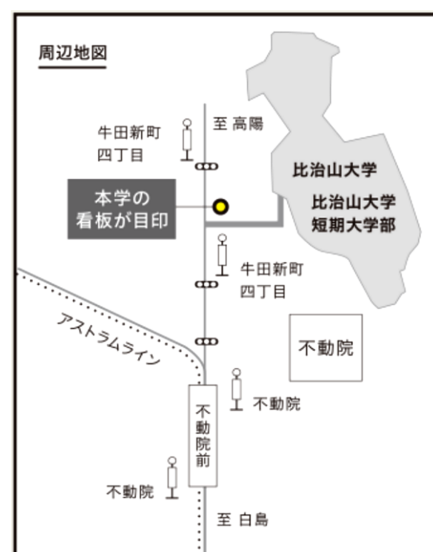 周辺地図
至 高陽
牛田新町
四丁目
比治山大学
本学の
看板が目印
比治山大学
短期大学部
牛田新町
四丁目
アストラムライン
不動院
不動院
不動院前
不動院
至 白島